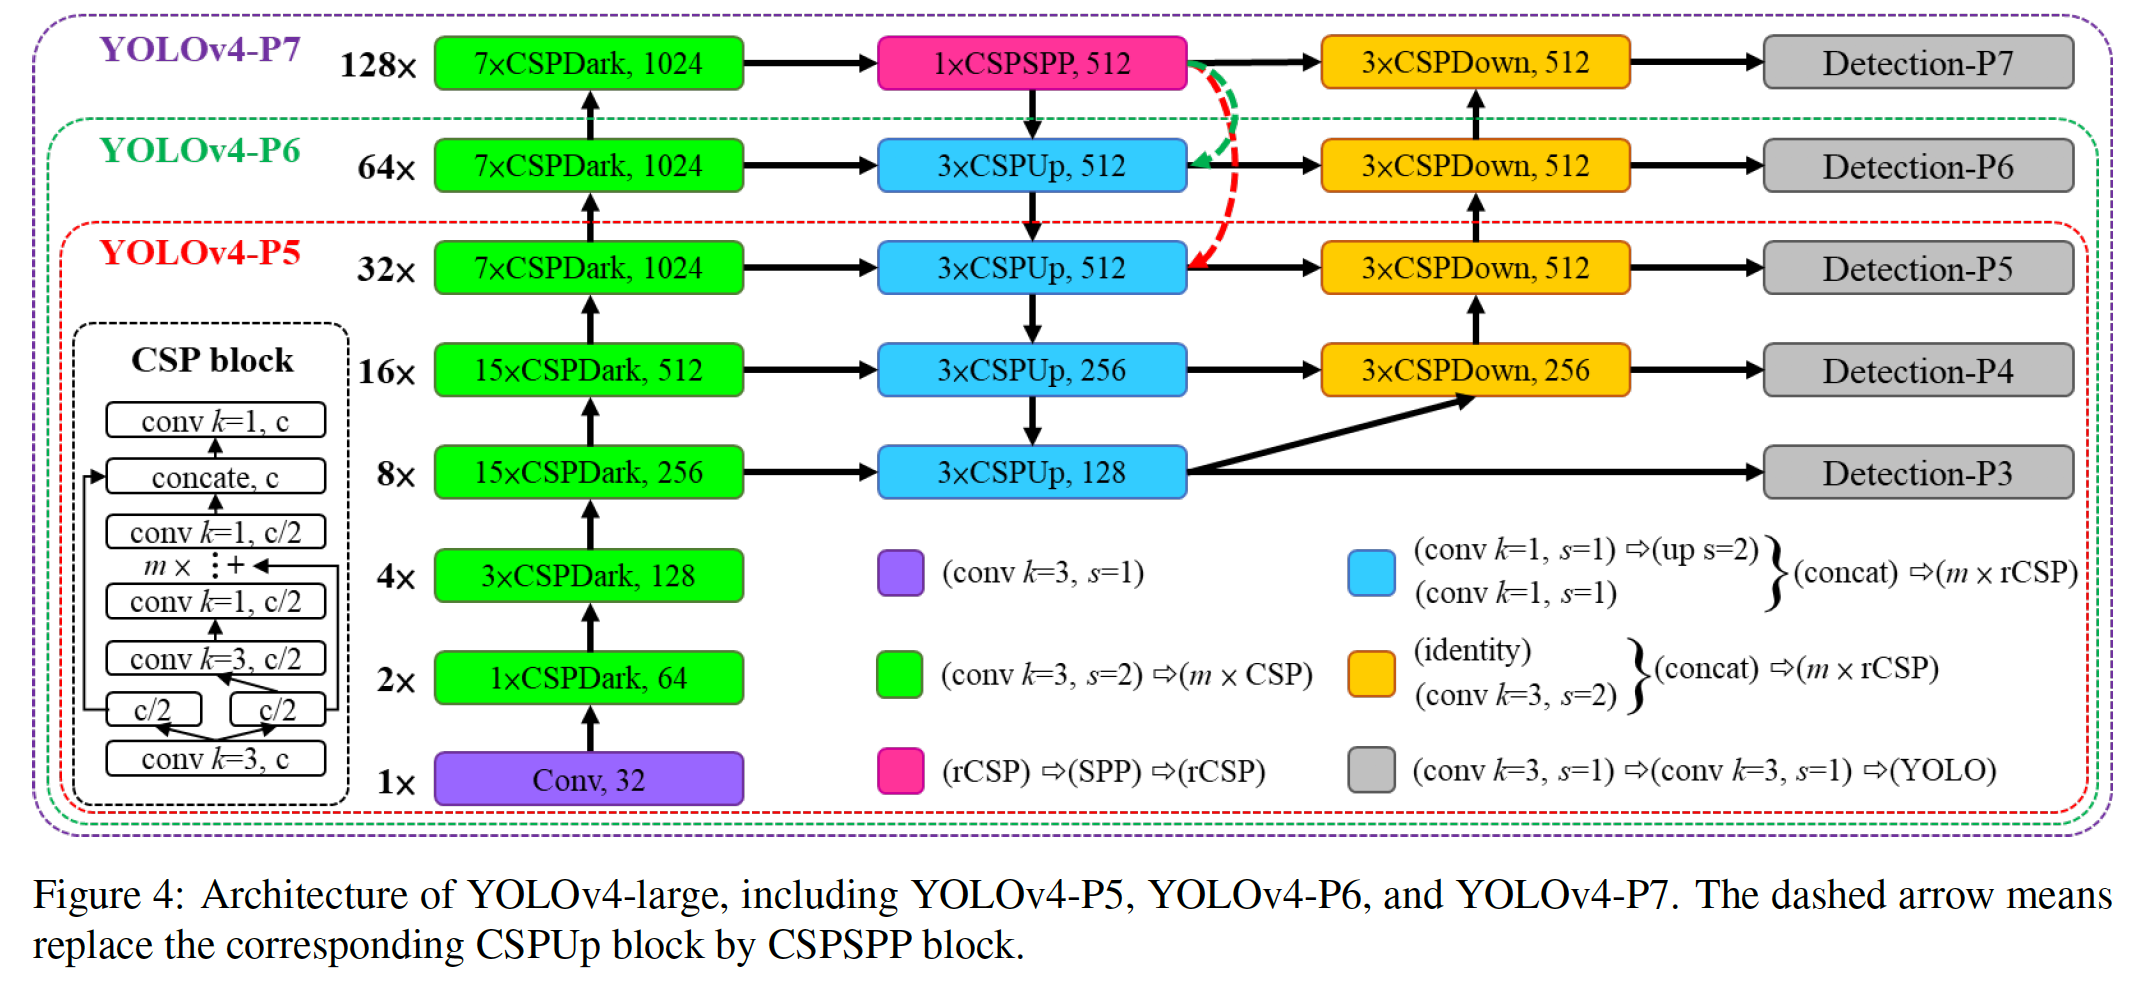 YOLOv4-P7
128×
7×CSPDark, 1024
1×CSPSPP, 512
3×CSPDown, 512
Detection-P7
YOLOv4-P6
64×
7×CSPDark, 1024
3×CSPUp, 512
3×CSPDown, 512
Detection-P6
YOLOv4-P5
32×
7×CSPDark, 1024
3×CSPUp, 512
3×CSPDown, 512
Detection-P5
16×
15×CSPDark, 512
3×CSPUp, 256
3×CSPDown, 256
Detection-P4
8×
15×CSPDark, 256
3×CSPUp, 128
Detection-P3
4×
3×CSPDark, 128
2×
1×CSPDark, 64
1×
Conv, 32
CSP block
conv k=1, c
concate, c
conv k=1, c/2
m × ⋮ +
conv k=1, c/2
conv k=3, c/2
c/2
c/2
conv k=3, c
(conv k=3, s=1)
(conv k=3, s=2) ⇨(m × CSP)
(rCSP) ⇨(SPP) ⇨(rCSP)
(conv k=1, s=1) ⇨(up s=2)
(conv k=1, s=1)
}(concat) ⇨(m × rCSP)
(identity)
(conv k=3, s=2)
}(concat) ⇨(m × rCSP)
(conv k=3, s=1) ⇨(conv k=3, s=1) ⇨(YOLO)
Figure 4: Architecture of YOLOv4-large, including YOLOv4-P5, YOLOv4-P6, and YOLOv4-P7. The dashed arrow means
replace the corresponding CSPUp block by CSPSPP block.